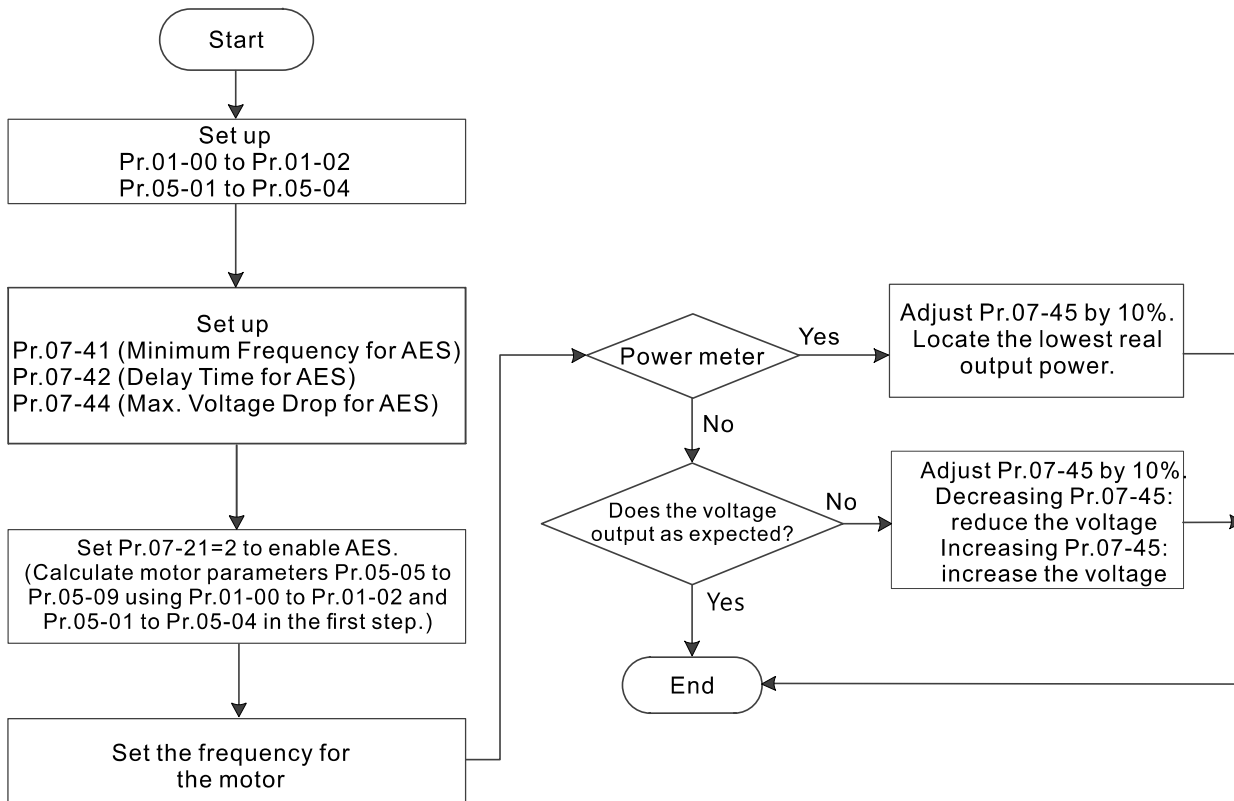 Start
Set up
Pr.01-00 to Pr.01-02
Pr.05-01 to Pr.05-04
Set up
Pr.07-41 (Minimum Frequency for AES)
Pr.07-42 (Delay Time for AES)
Pr.07-44 (Max. Voltage Drop for AES)
Set Pr.07-21=2 to enable AES.
(Calculate motor parameters Pr.05-05 to
Pr.05-09 using Pr.01-00 to Pr.01-02 and
Pr.05-01 to Pr.05-04 in the first step.)
Set the frequency for
the motor
Power meter
Yes
Adjust Pr.07-45 by 10%.
Locate the lowest real
output power.
No
Does the voltage
output as expected?
No
Adjust Pr.07-45 by 10%.
Decreasing Pr.07-45:
reduce the voltage
Increasing Pr.07-45:
increase the voltage
Yes
End